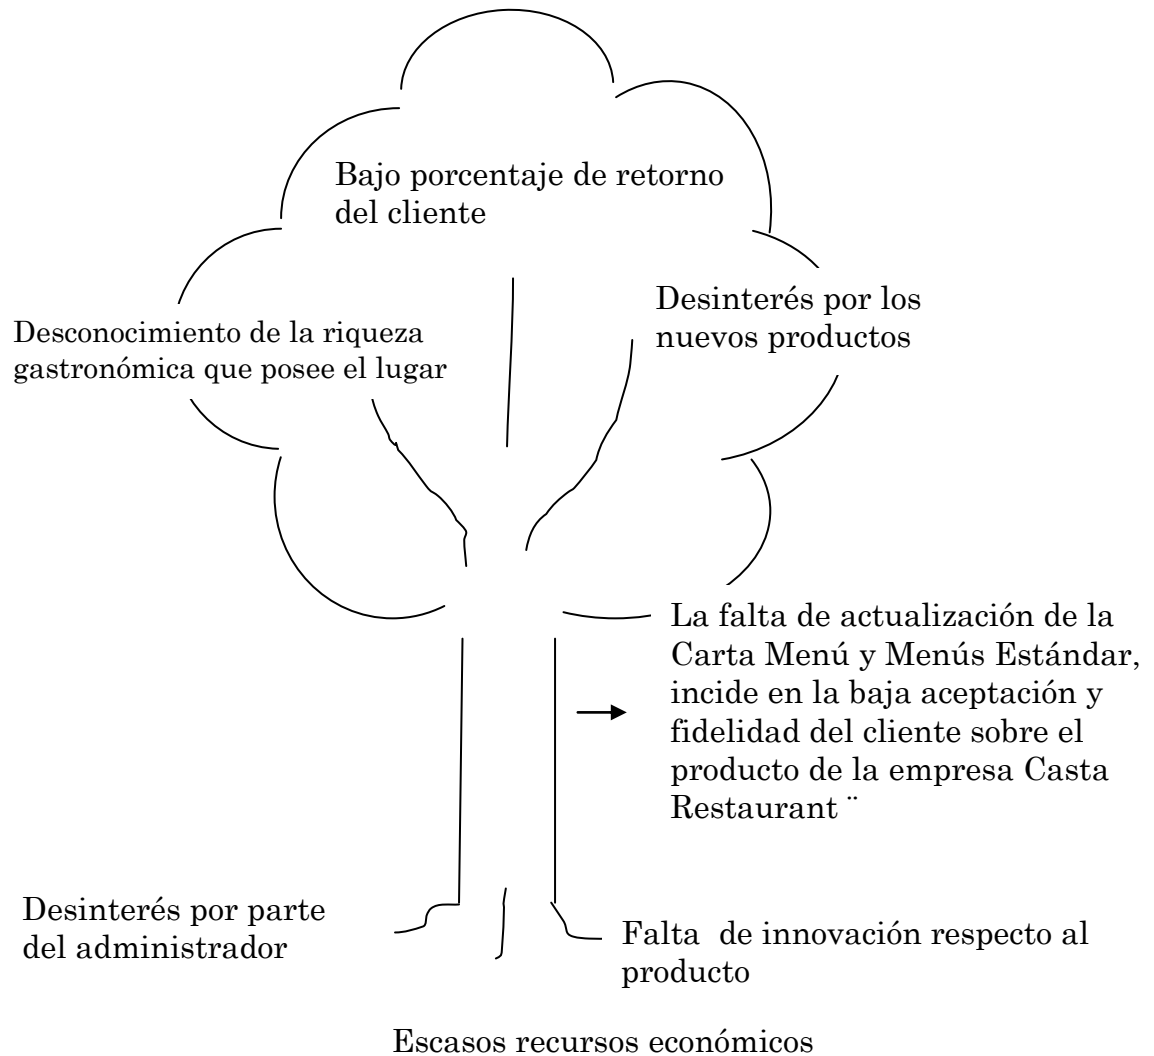 Bajo porcentaje de retorno
del cliente
Desinterés por los
nuevos productos
Desconocimiento de la riqueza
gastronómica que posee el lugar
La falta de actualización de la
Carta Menú y Menús Estándar,
incide en la baja aceptación y
fidelidad del cliente sobre el
producto de la empresa Casta
Restaurant ¨
Desinterés por parte
del administrador
Falta  de innovación respecto al
producto
Escasos recursos económicos